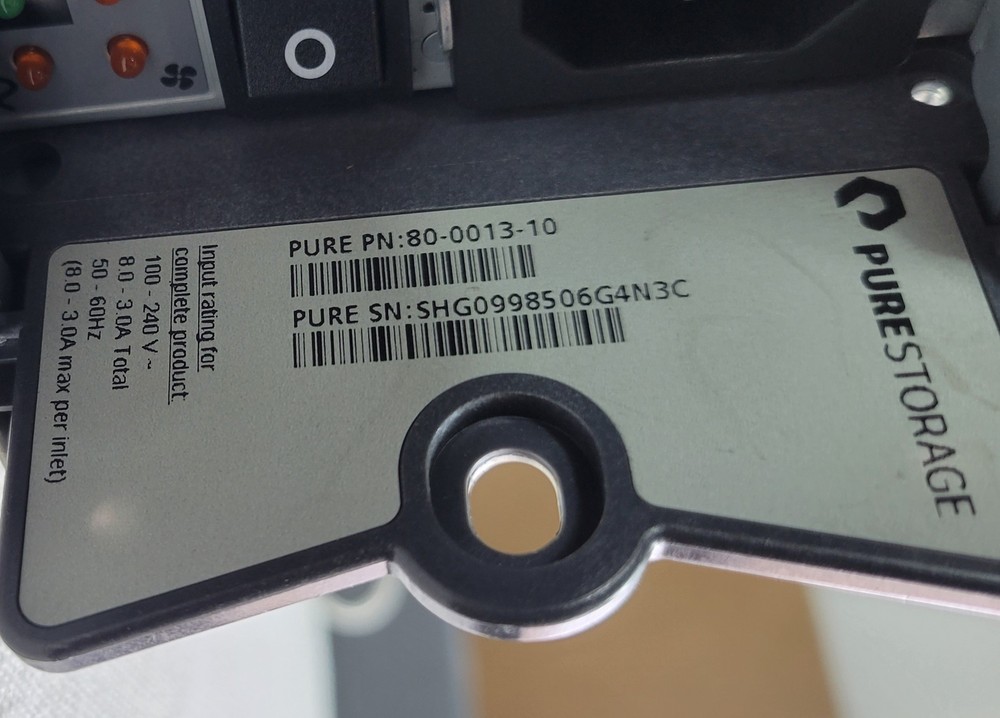 PURE PN:80-0013-10
PURE SN:SHG0998506G4N3C
Input rating for
complete product:
100 - 240 V ~
8.0 - 3.0A Total
50 - 60Hz
(8.0 - 3.0A max per inlet)
PURESTORAGE